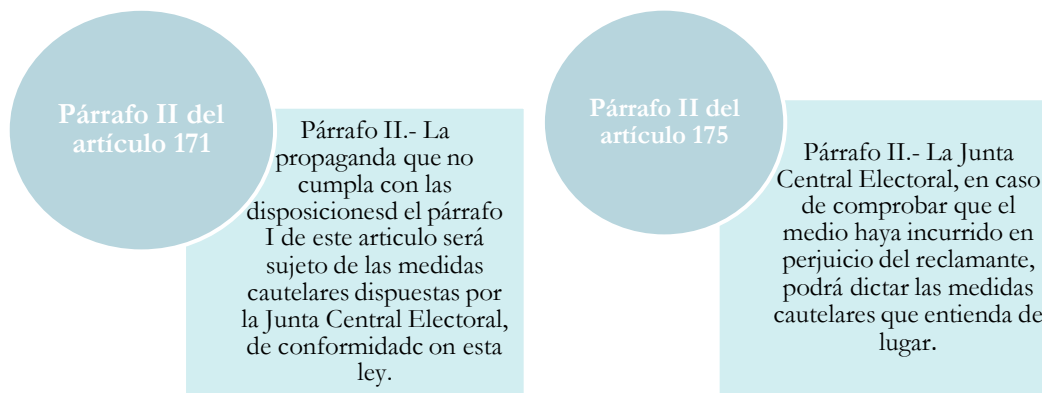 Párrafo II del
artículo 171
Párrafo II.- La
propaganda que no
cumpla con las
disposicionesd el párrafo
I de este articulo será
sujeto de las medidas
cautelares dispuestas por
la Junta Central Electoral,
de conformidadc on esta
ley.
Párrafo II del
artículo 175
Párrafo II.- La Junta
Central Electoral, en caso
de comprobar que el
medio haya incurrido en
perjuicio del reclamante,
podrá dictar las medidas
cautelares que entienda de
lugar.